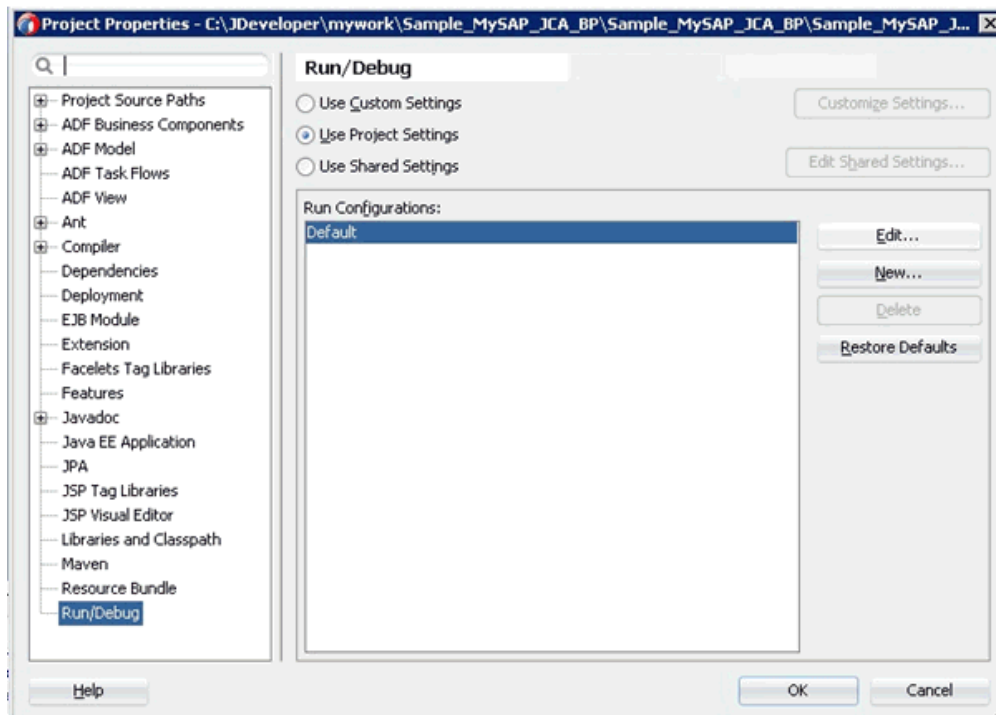 Project Properties - C:\JDeveloper\mywork\Sample_MySAP_JCA_BP\Sample_MySAP_JCA_BP\Sample_MySAP_J...
Run/Debug
Use Custom Settings
Customize Settings...
Use Project Settings
Use Shared Settings
Edit Shared Settings...
Project Source Paths
ADF Business Components
ADF Model
ADF Task Flows
ADF View
Ant
Compiler
Dependencies
Deployment
EJB Module
Extension
Facelets Tag Libraries
Features
Javadoc
Java EE Application
JPA
JSP Tag Libraries
JSP Visual Editor
Libraries and Classpath
Maven
Resource Bundle
Run/Debug
Run Configurations:
Default
Edit...
New...
Delete
Restore Defaults
Help
OK
Cancel